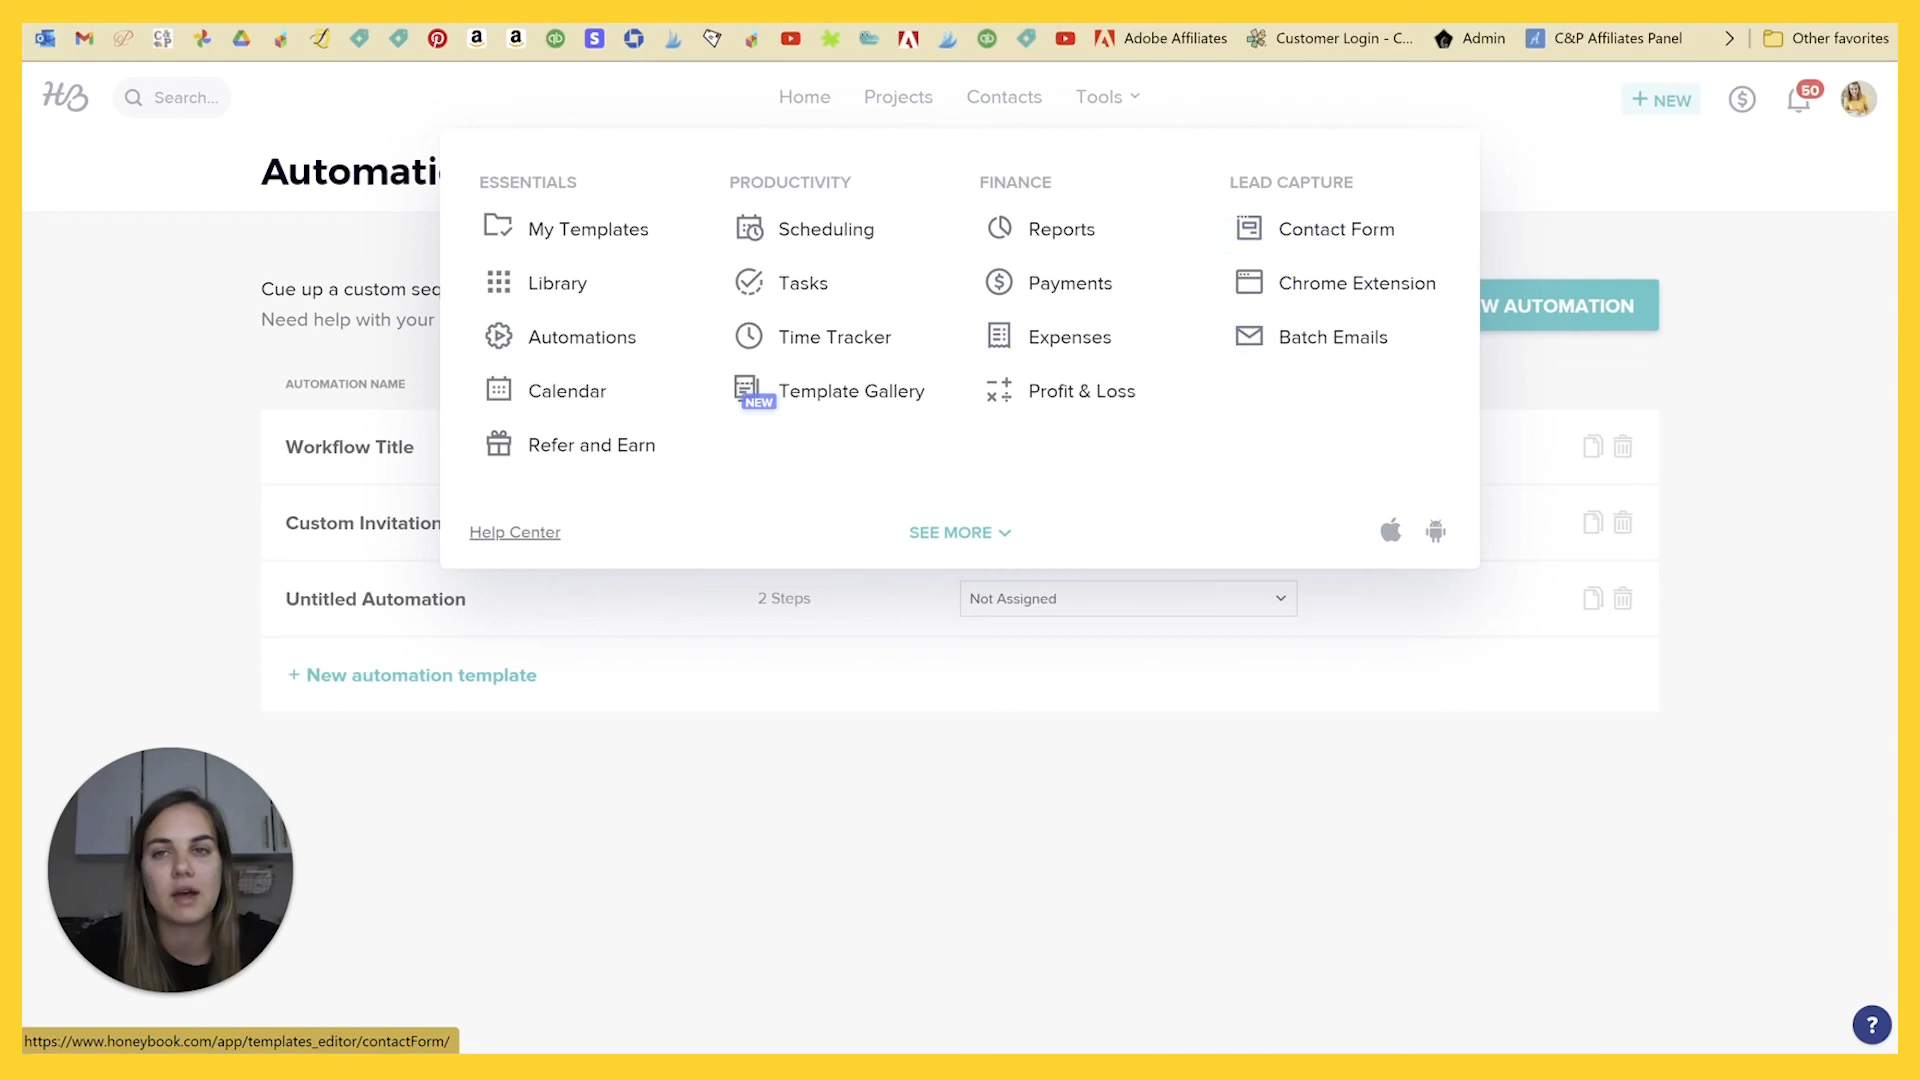 Adobe Affiliates
Customer Login - C...
Admin
C&P Affiliates Panel
Other favorites
HB
Search...
Home
Projects
Contacts
Tools
+ NEW
50
Automati
ESSENTIALS
My Templates
Library
Automations
Calendar
Refer and Earn
PRODUCTIVITY
Scheduling
Tasks
Time Tracker
NEW
Template Gallery
FINANCE
Reports
Payments
Expenses
Profit & Loss
LEAD CAPTURE
Contact Form
Chrome Extension
Batch Emails
Help Center
SEE MORE
Cue up a custom seq
Need help with your
W AUTOMATION
AUTOMATION NAME
Workflow Title
Custom Invitation
Untitled Automation
2 Steps
Not Assigned
+ New automation template
https://www.honeybook.com/app/templates_editor/contactForm/
?